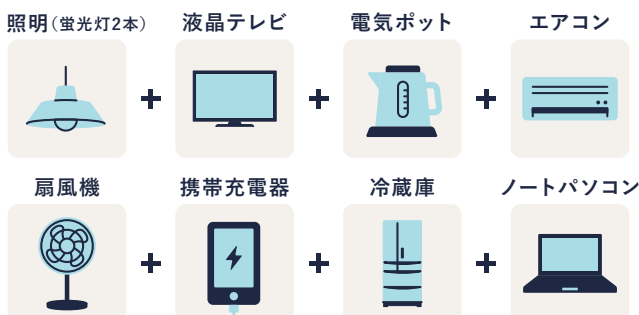 照明(蛍光灯2本) 液晶テレビ 電気ポット エアコン
扇風機 携帯充電器 冷蔵庫 ノートパソコン